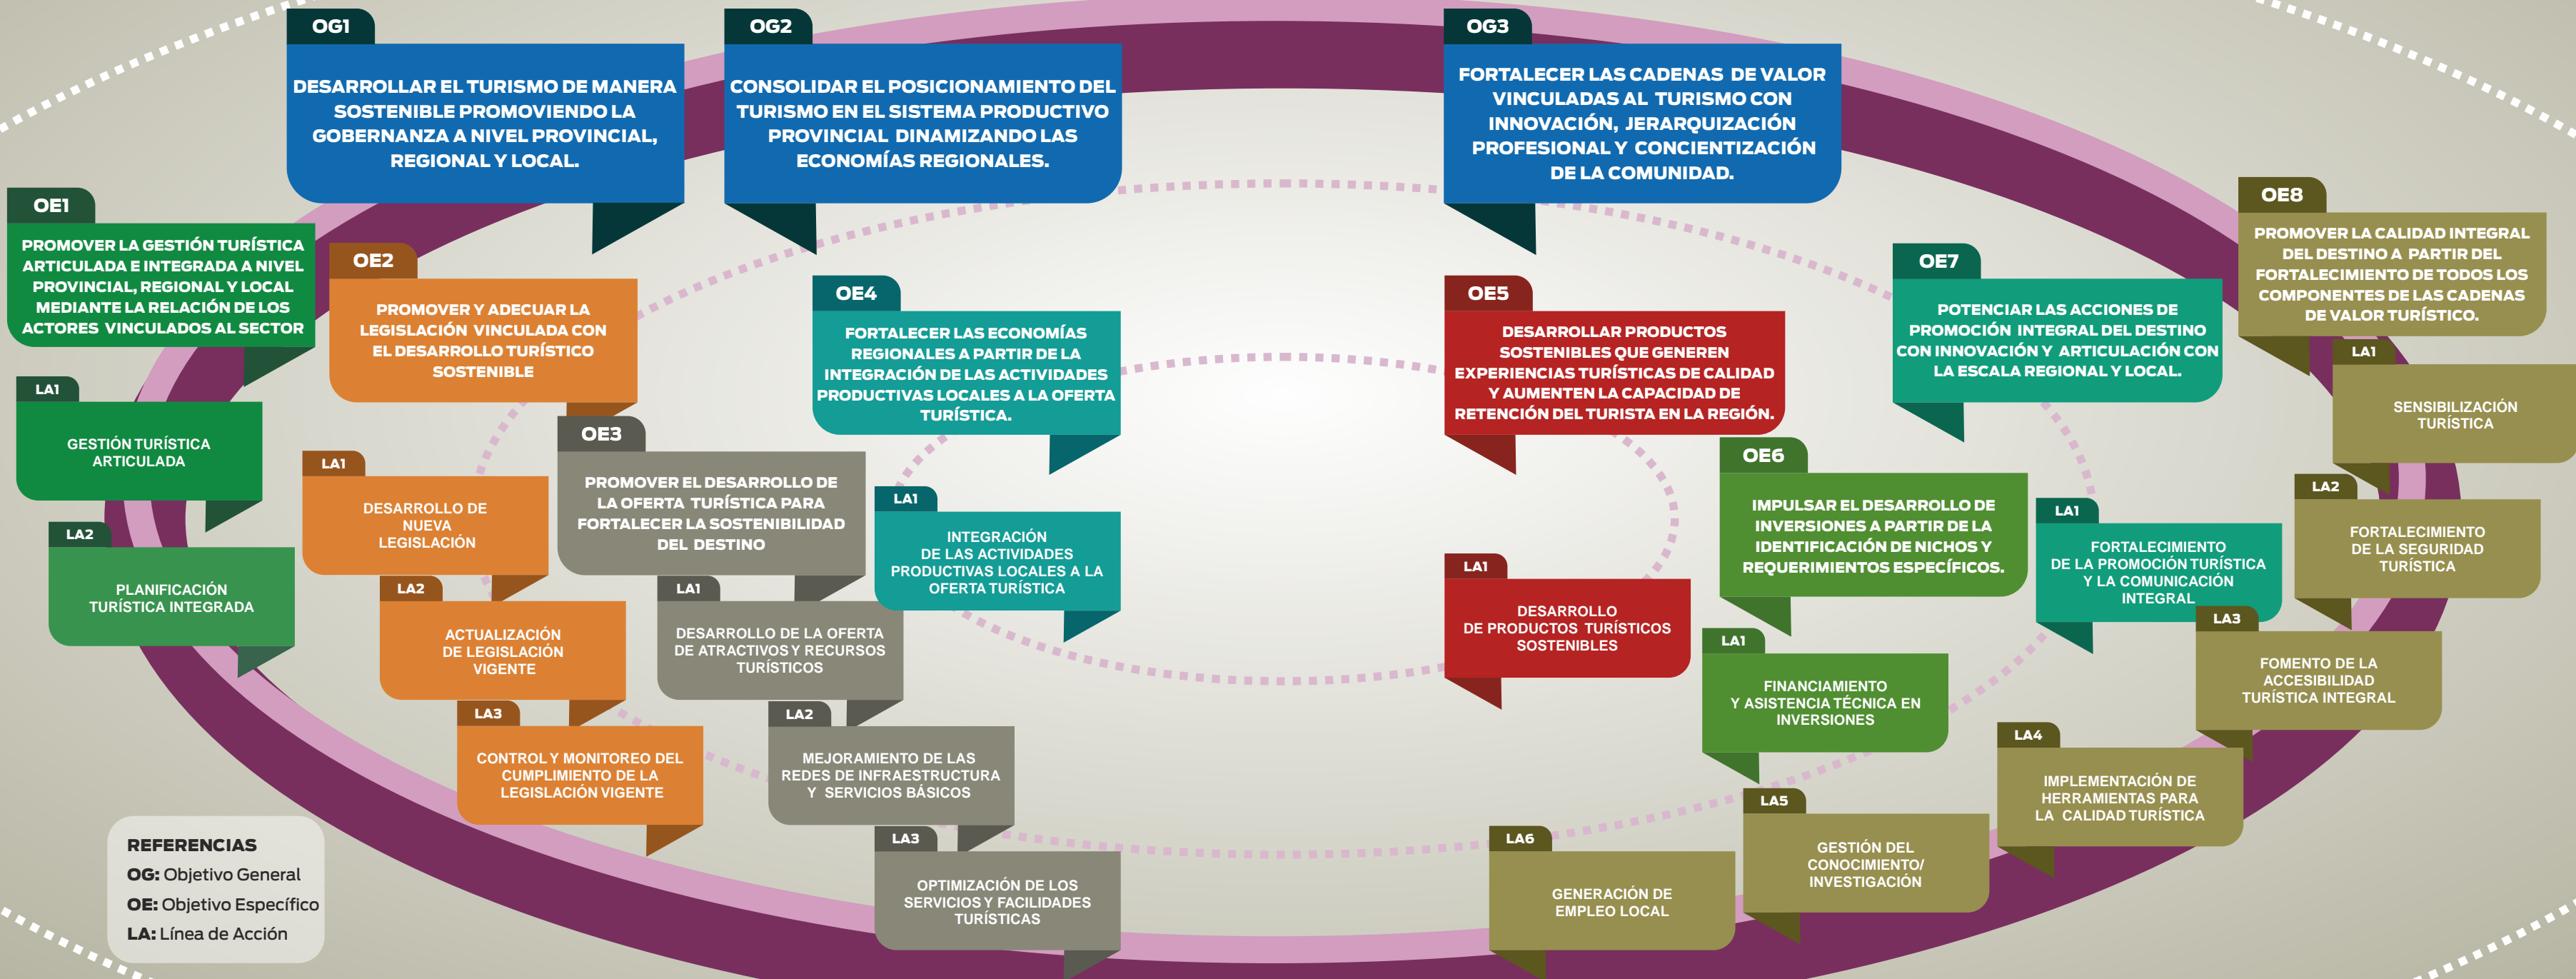 OG1
DESARROLLAR EL TURISMO DE MANERA
SOSTENIBLE PROMOVIENDO LA
GOBERNANZA A NIVEL PROVINCIAL,
REGIONAL Y LOCAL.
OG2
CONSOLIDAR EL POSICIONAMIENTO DEL
TURISMO EN EL SISTEMA PRODUCTIVO
PROVINCIAL DINAMIZANDO LAS
ECONOMÍAS REGIONALES.
OG3
FORTALECER LAS CADENAS DE VALOR
VINCULADAS AL TURISMO CON
INNOVACIÓN, JERARQUIZACIÓN
PROFESIONAL Y CONCIENTIZACIÓN
DE LA COMUNIDAD.
OE1
PROMOVER LA GESTIÓN TURÍSTICA
ARTICULADA E INTEGRADA A NIVEL
PROVINCIAL, REGIONAL Y LOCAL
MEDIANTE LA RELACIÓN DE LOS
ACTORES VINCULADOS AL SECTOR
LA1
GESTIÓN TURÍSTICA
ARTICULADA
LA2
PLANIFICACIÓN
TURÍSTICA INTEGRADA
OE2
PROMOVER Y ADECUAR LA
LEGISLACIÓN VINCULADA CON
EL DESARROLLO TURÍSTICO
SOSTENIBLE
LA1
DESARROLLO DE
NUEVA
LEGISLACIÓN
LA2
ACTUALIZACIÓN
DE LEGISLACIÓN
VIGENTE
LA3
CONTROL Y MONITOREO DEL
CUMPLIMIENTO DE LA
LEGISLACIÓN VIGENTE
OE3
PROMOVER EL DESARROLLO DE
LA OFERTA TURÍSTICA PARA
FORTALECER LA SOSTENIBILIDAD
DEL DESTINO
LA1
DESARROLLO DE LA OFERTA
DE ATRACTIVOS Y RECURSOS
TURÍSTICOS
LA2
MEJORAMIENTO DE LAS
REDES DE INFRAESTRUCTURA
Y SERVICIOS BÁSICOS
LA3
OPTIMIZACIÓN DE LOS
SERVICIOS Y FACILIDADES
TURÍSTICAS
OE4
FORTALECER LAS ECONOMÍAS
REGIONALES A PARTIR DE LA
INTEGRACIÓN DE LAS ACTIVIDADES
PRODUCTIVAS LOCALES A LA OFERTA
TURÍSTICA.
LA1
INTEGRACIÓN
DE LAS ACTIVIDADES
PRODUCTIVAS LOCALES A LA
OFERTA TURÍSTICA
OE5
DESARROLLAR PRODUCTOS
SOSTENIBLES QUE GENEREN
EXPERIENCIAS TURÍSTICAS DE CALIDAD
Y AUMENTEN LA CAPACIDAD DE
RETENCIÓN DEL TURISTA EN LA REGIÓN.
LA1
DESARROLLO
DE PRODUCTOS TURÍSTICOS
SOSTENIBLES
OE6
IMPULSAR EL DESARROLLO DE
INVERSIONES A PARTIR DE LA
IDENTIFICACIÓN DE NICHOS Y
REQUERIMIENTOS ESPECÍFICOS.
LA1
FINANCIAMIENTO
Y ASISTENCIA TÉCNICA EN
INVERSIONES
OE7
POTENCIAR LAS ACCIONES DE
PROMOCIÓN INTEGRAL DEL DESTINO
CON INNOVACIÓN Y ARTICULACIÓN CON
LA ESCALA REGIONAL Y LOCAL.
LA1
FORTALECIMIENTO
DE LA PROMOCIÓN TURÍSTICA
Y LA COMUNICACIÓN
INTEGRAL
OE8
PROMOVER LA CALIDAD INTEGRAL
DEL DESTINO A PARTIR DEL
FORTALECIMIENTO DE TODOS LOS
COMPONENTES DE LAS CADENAS
DE VALOR TURÍSTICO.
LA1
SENSIBILIZACIÓN
TURÍSTICA
LA2
FORTALECIMIENTO
DE LA SEGURIDAD
TURÍSTICA
LA3
FOMENTO DE LA
ACCESIBILIDAD
TURÍSTICA INTEGRAL
LA4
IMPLEMENTACIÓN DE
HERRAMIENTAS PARA
LA CALIDAD TURÍSTICA
LA5
GESTIÓN DEL
CONOCIMIENTO/
INVESTIGACIÓN
LA6
GENERACIÓN DE
EMPLEO LOCAL
REFERENCIAS
OG: Objetivo General
OE: Objetivo Específico
LA: Línea de Acción